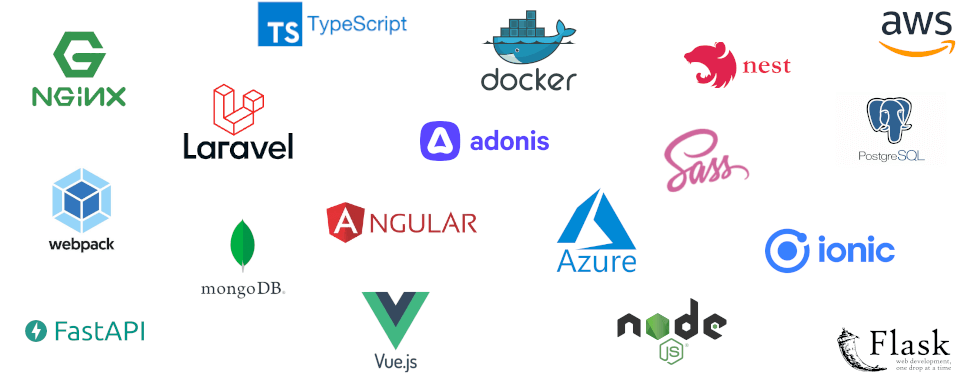 TS TypeScript
docker
aws
nest
NGINX
Laravel
adonis
Sass
PostgreSQL
webpack
ANGULAR
Azure
ionic
mongoDB®
FastAPI
Vue.js
node
JS®
Flask
web development,
one drop at a time